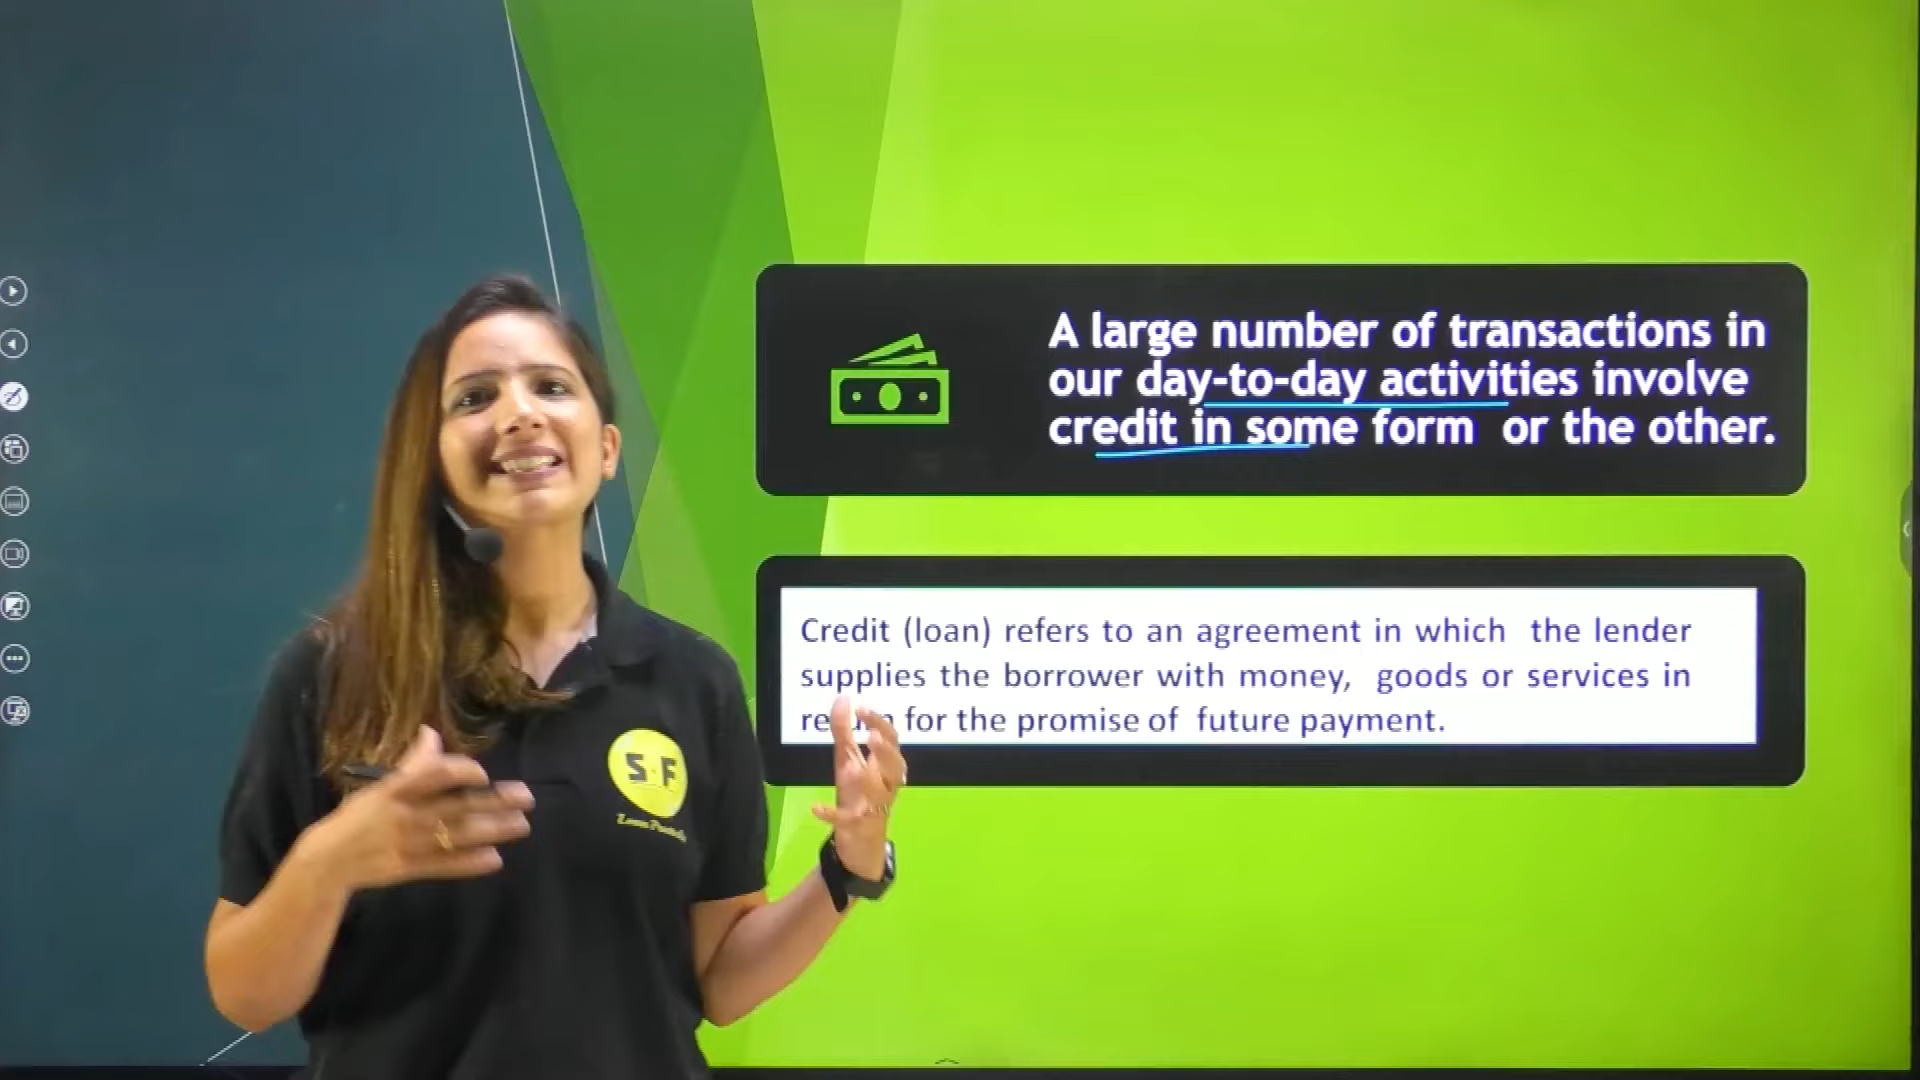 A large number of transactions in
our day-to-day activities involve
credit in some form or the other.
Credit (loan) refers to an agreement in which the lender
supplies the borrower with money, goods or services in
return for the promise of future payment.
S F